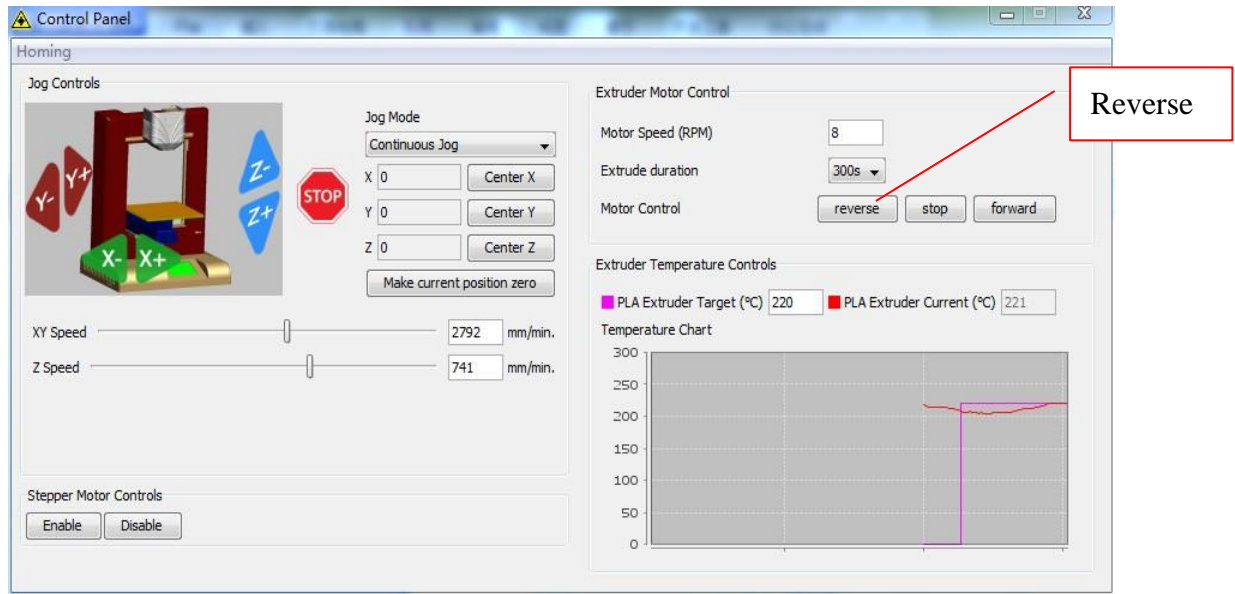 Control Panel
Homing
Jog Controls
Y- Y+
Z-
Z+
X- X+
STOP
Jog Mode
Continuous Jog
X 0 Center X
Y 0 Center Y
Z 0 Center Z
Make current position zero
XY Speed 2792 mm/min.
Z Speed 741 mm/min.
Stepper Motor Controls
Enable Disable
Extruder Motor Control
Motor Speed (RPM) 8
Extrude duration 300s
Motor Control reverse stop forward
Reverse
Extruder Temperature Controls
PLA Extruder Target (°C) 220 PLA Extruder Current (°C) 221
Temperature Chart
300
250
200
150
100
50
0